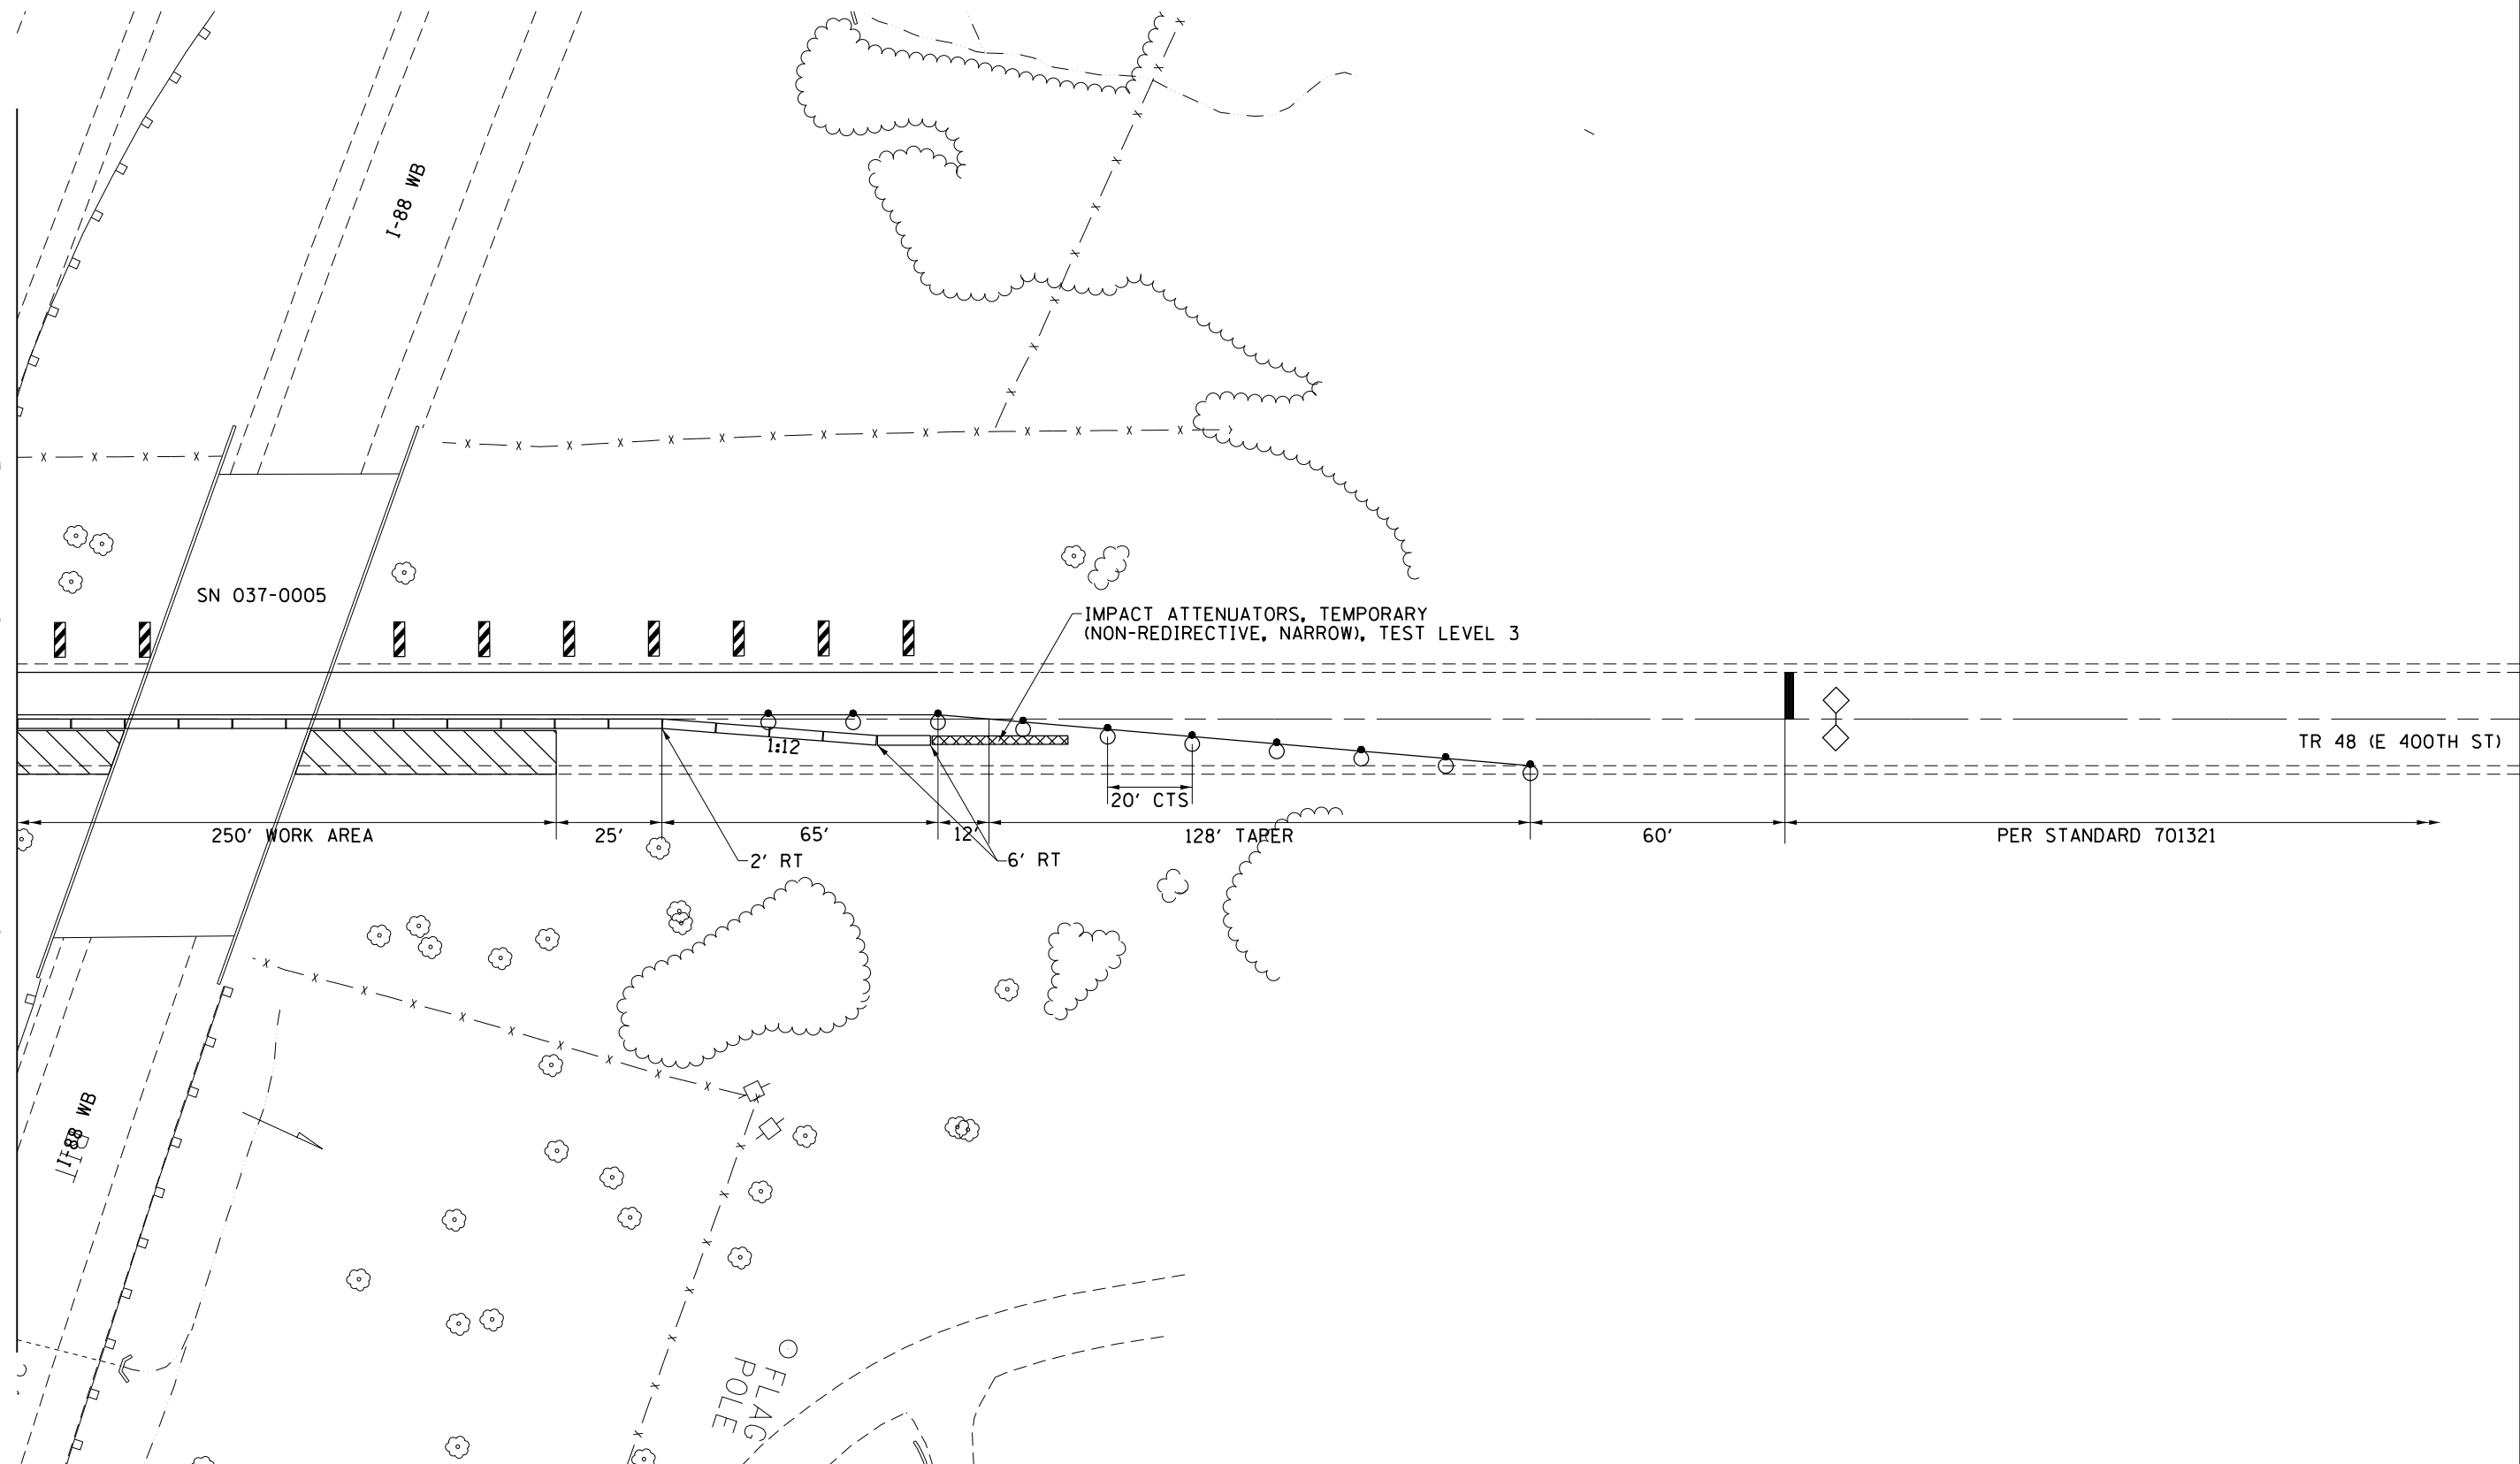 I-88 WB
SN 037-0005
IMPACT ATTENUATORS, TEMPORARY
(NON-REDIRECTIVE, NARROW), TEST LEVEL 3
TR 48 (E 400TH ST)
1:12
20' CTS
250' WORK AREA
25'
65'
12'
128' TAPER
60'
PER STANDARD 701321
2' RT
6' RT
I-88 WB
FLAG
POLE